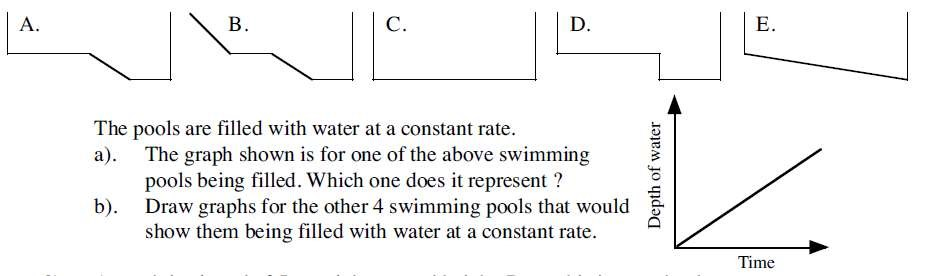 A. B. C. D. E.
The pools are filled with water at a constant rate.
a). The graph shown is for one of the above swimming
pools being filled. Which one does it represent ?
b). Draw graphs for the other 4 swimming pools that would
show them being filled with water at a constant rate.
Depth of water
Time